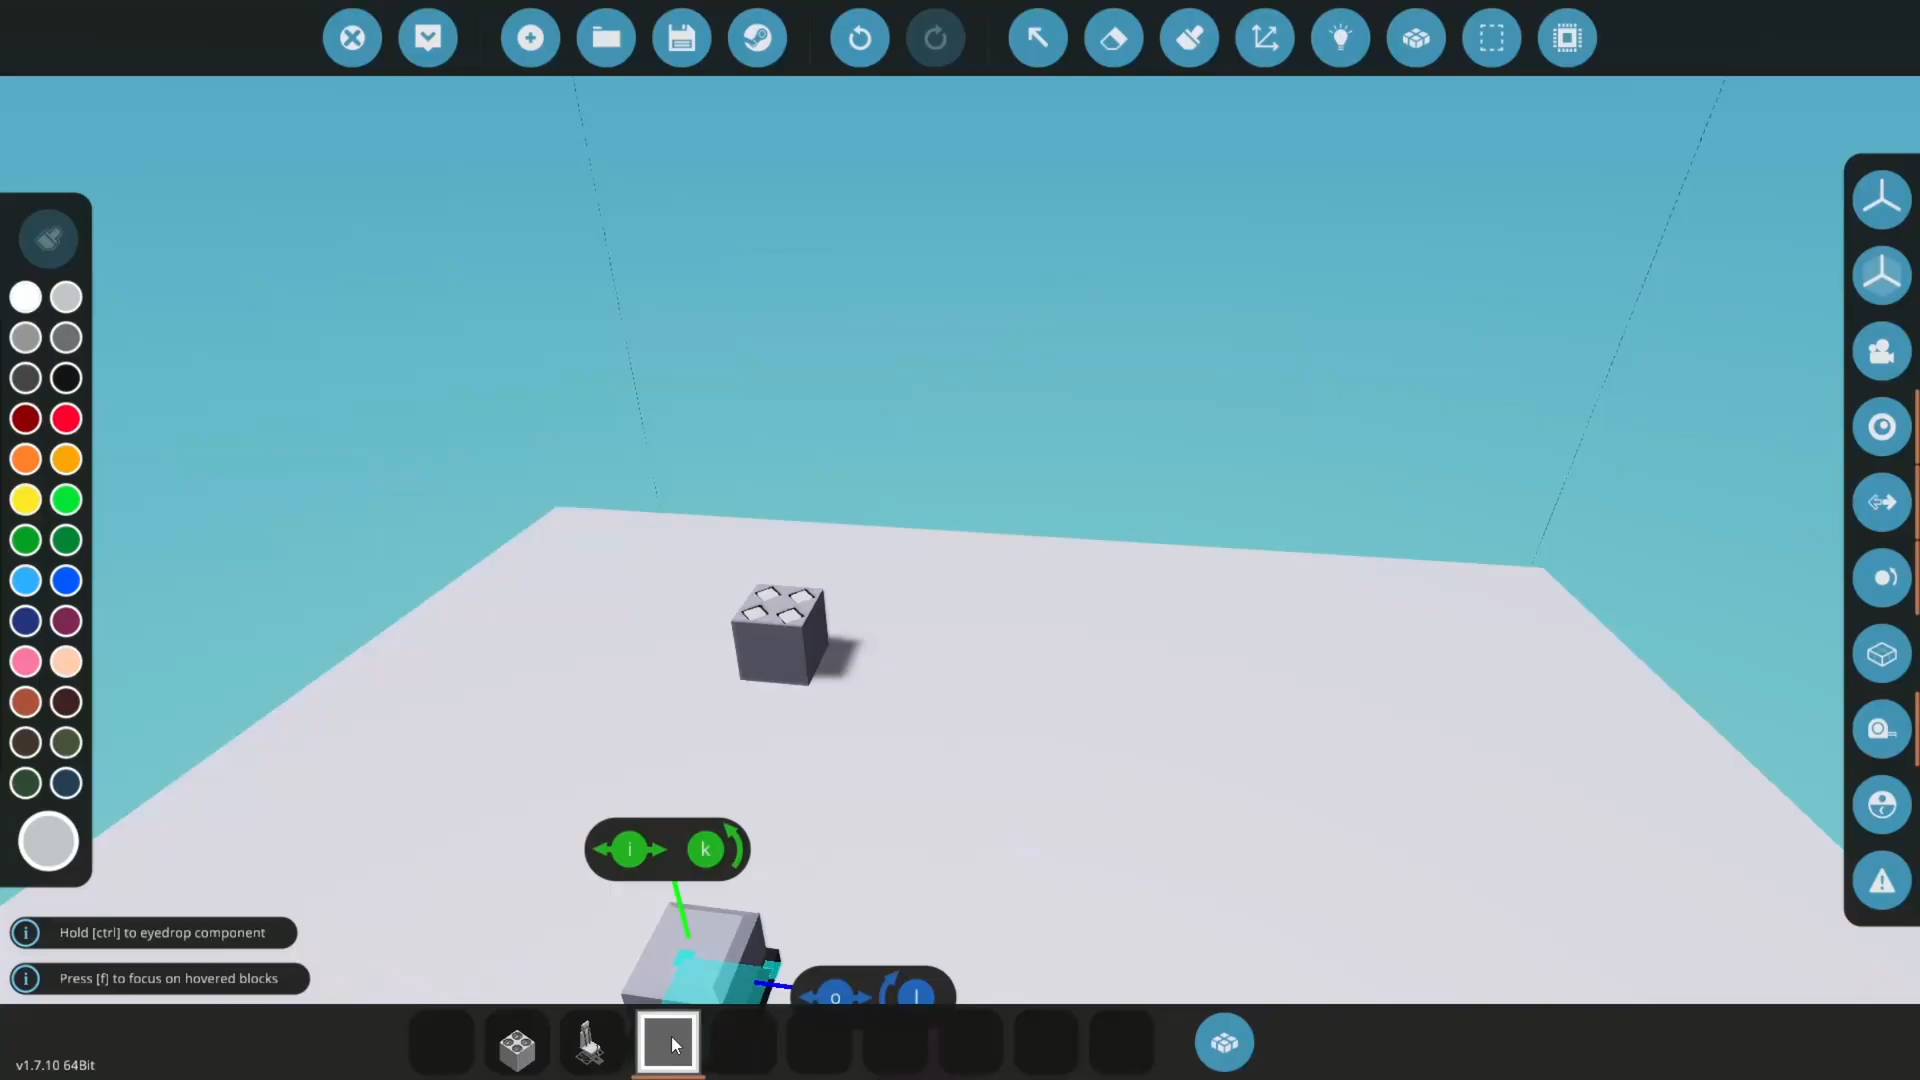 i k
o l
Hold [ctrl] to eyedrop component
Press [f] to focus on hovered blocks
v1.7.10 64Bit